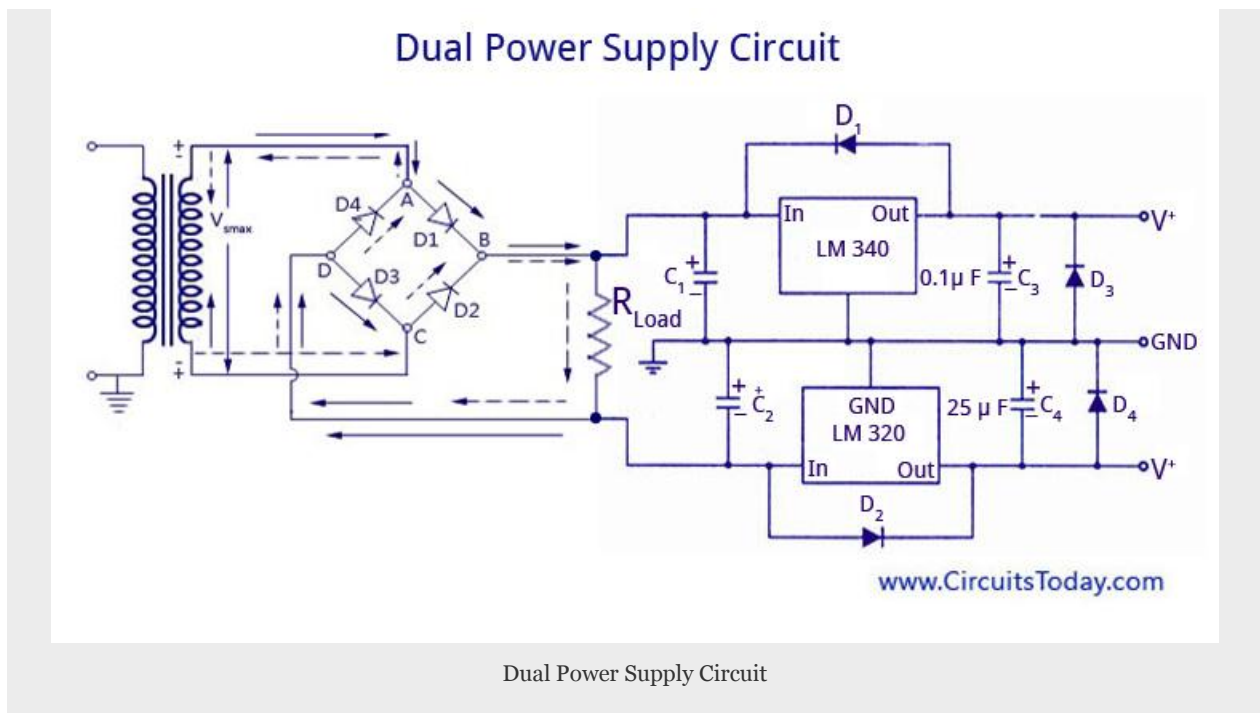 Dual Power Supply Circuit
D1
In Out
LM 340
V+
+
-
Vsmax
-
+
D4
A
D1
B
D
D3
D2
C
RLoad
C1
+
-
0.1μ F
+
-
C3
D3
GND
+
-
+
C2
GND
LM 320
In Out
25 μ F
+
-
C4
D4
V+
D2
www.CircuitsToday.com
Dual Power Supply Circuit